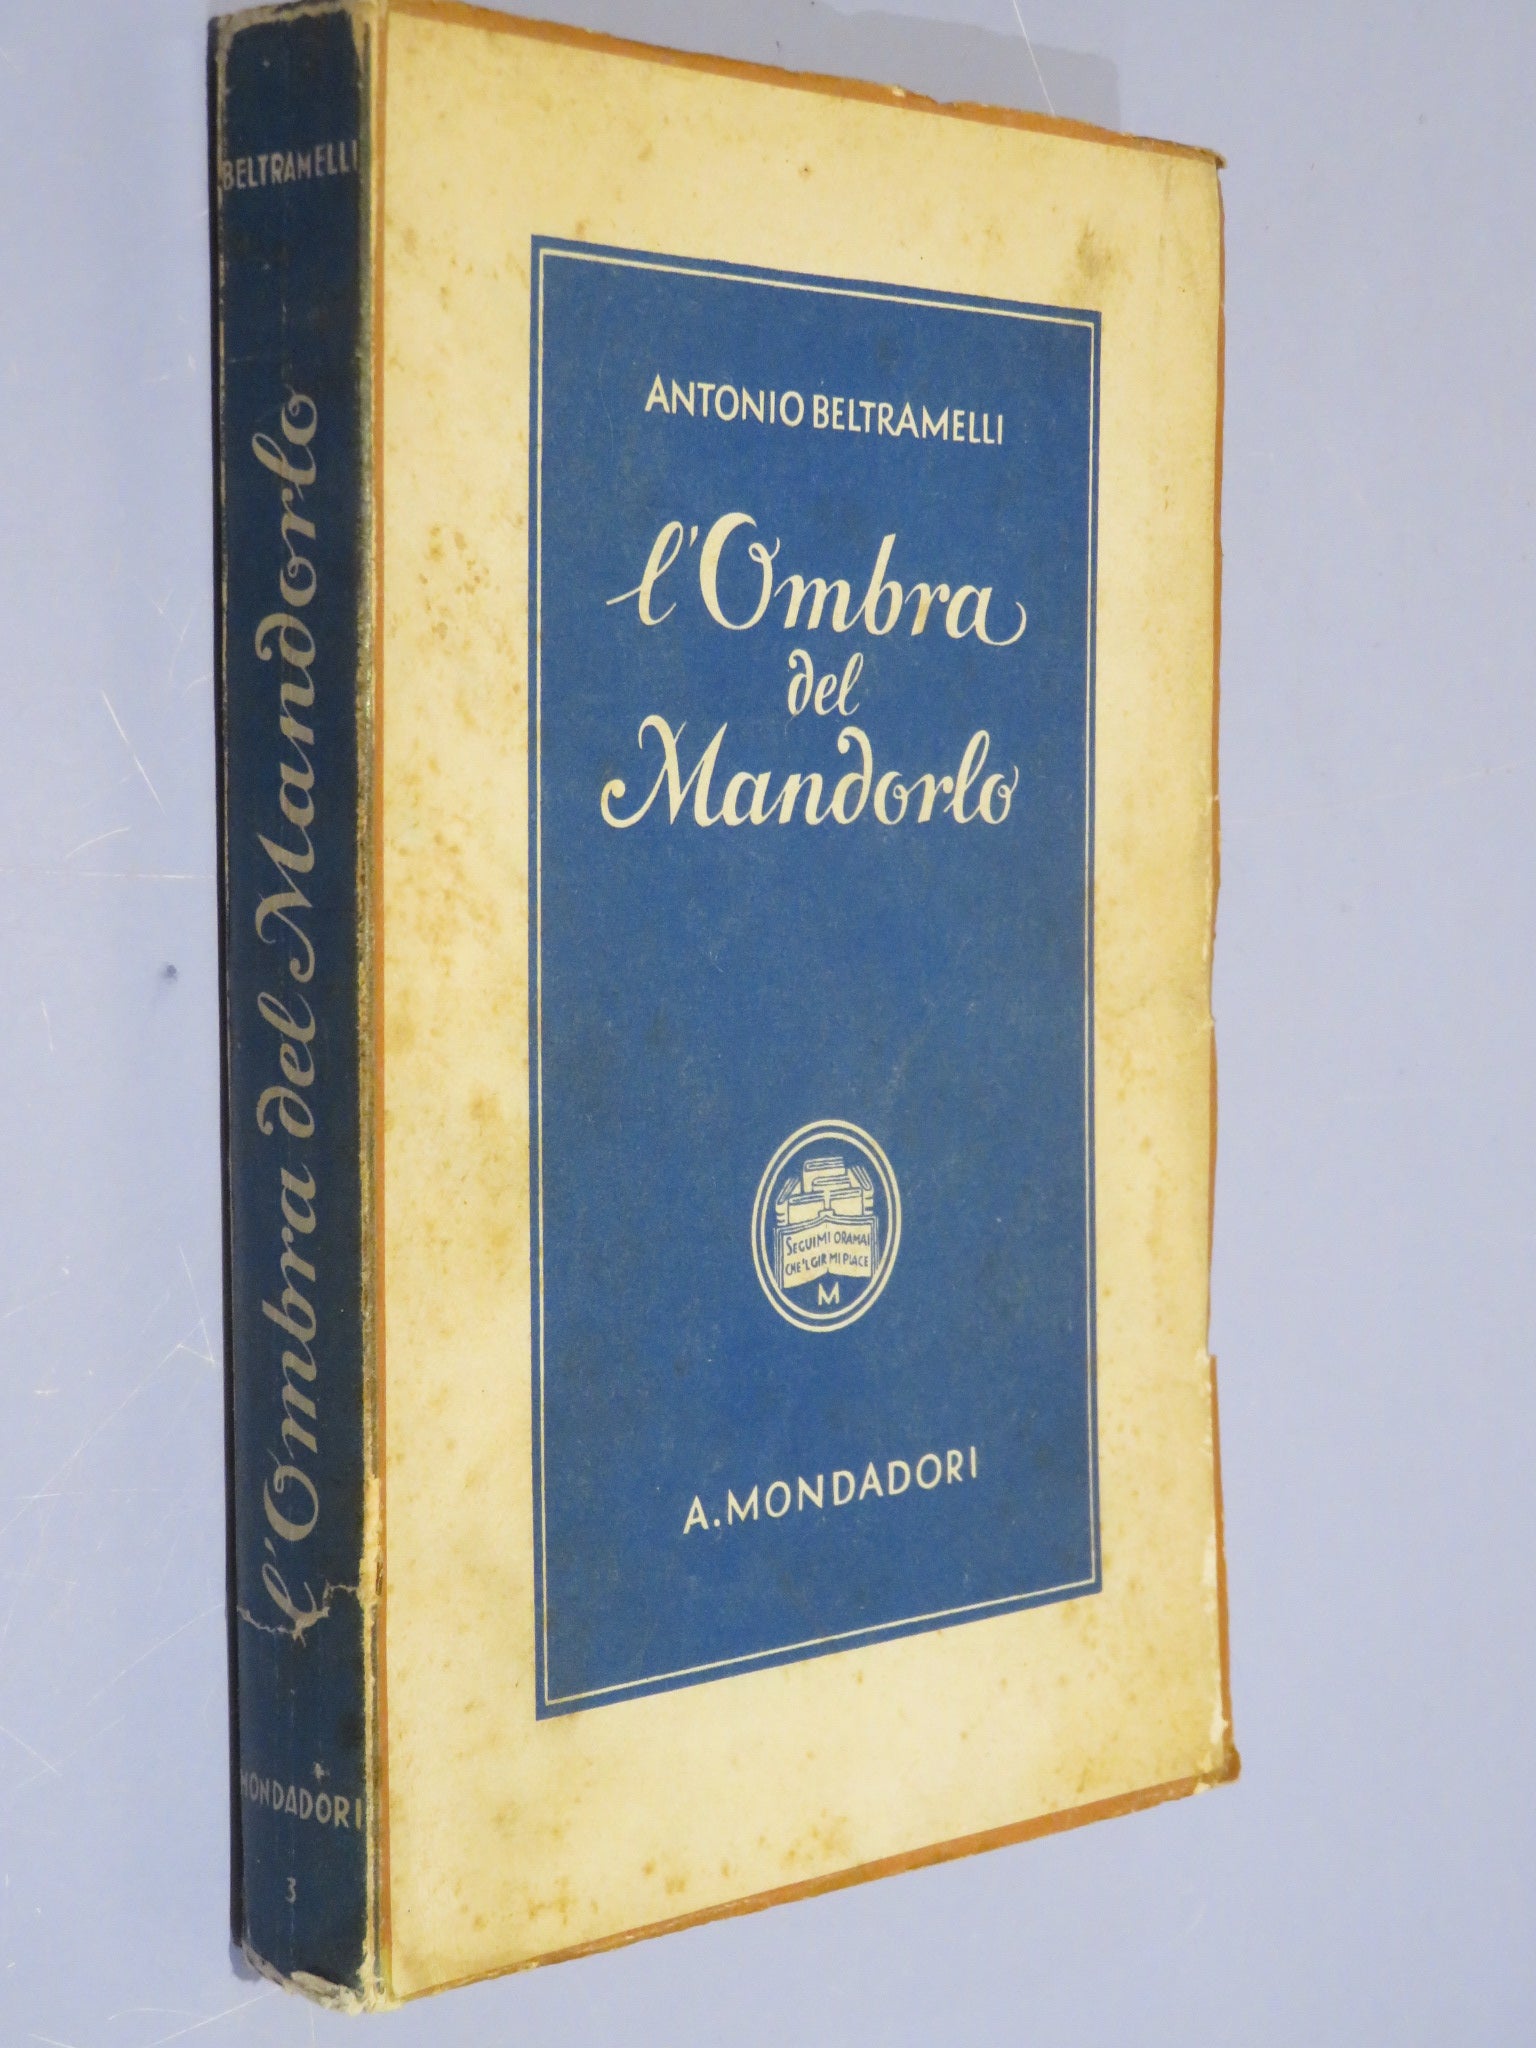 BELTRAMELLI
l'Ombra del Mandorlo
MONDADORI
3
ANTONIO BELTRAMELLI
l'Ombra
del
Mandorlo
SEGUIMI ORAMAI
CHE'L GIR MI PIACE
M
A. MONDADORI